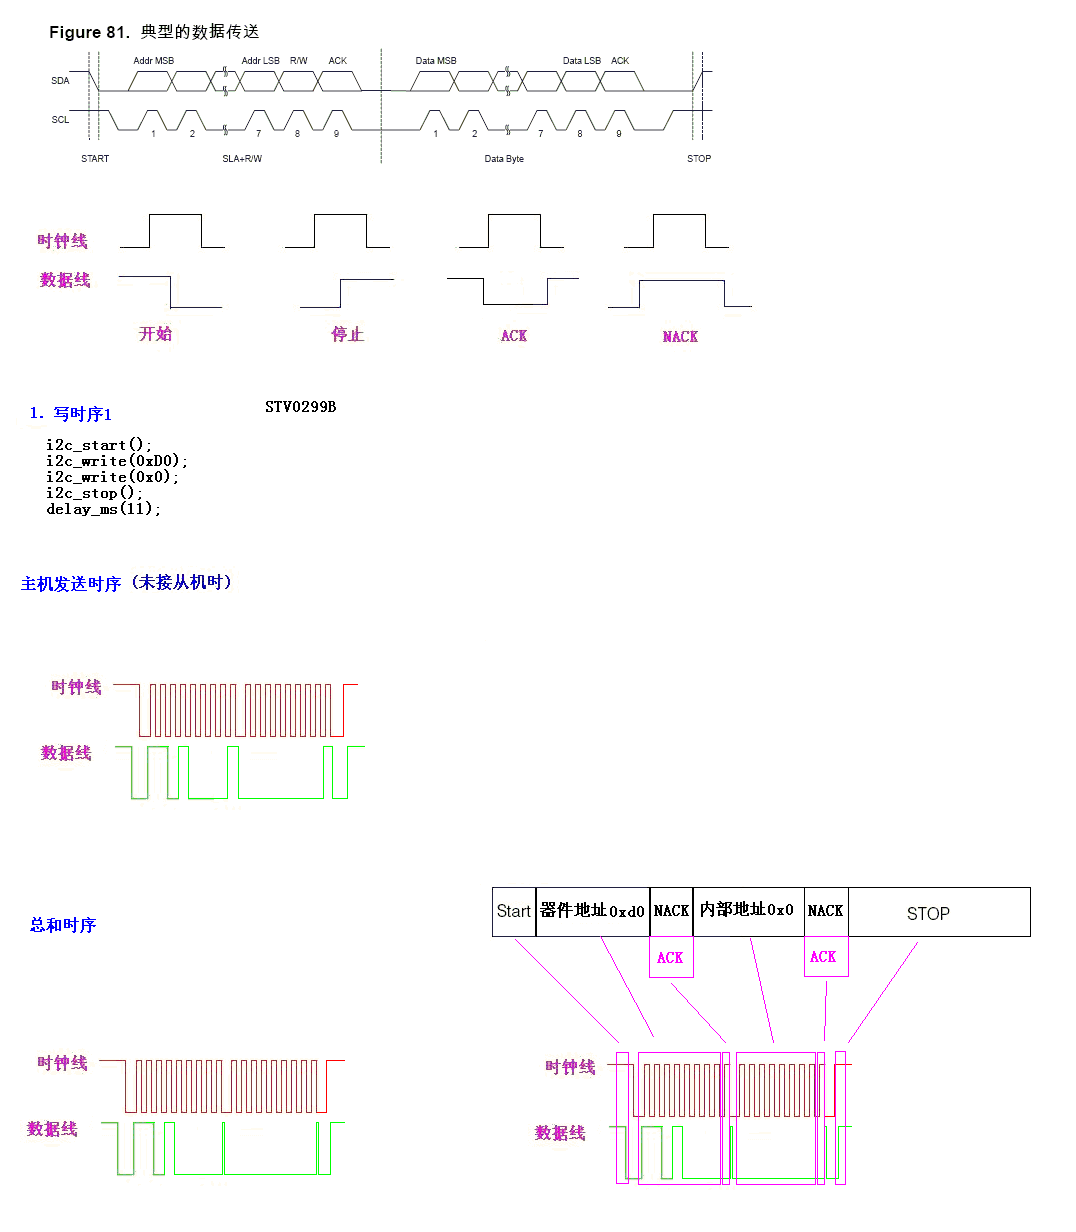 Figure 81. 典型的数据传送
Addr MSB Addr LSB R/W ACK Data MSB Data LSB ACK
SDA
SCL
1 2 7 8 9 1 2 7 8 9
START SLA+R/W Data Byte STOP
时钟线
数据线
开始 停止 ACK NACK
1. 写时序1 STV0299B
i2c_start();
i2c_write(0xD0);
i2c_write(0x0);
i2c_stop();
delay_ms(11);
主机发送时序（未接从机时）
时钟线
数据线
总和时序
Start 器件地址0xd0 NACK 内部地址0x0 NACK STOP
ACK ACK
时钟线 时钟线
数据线 数据线